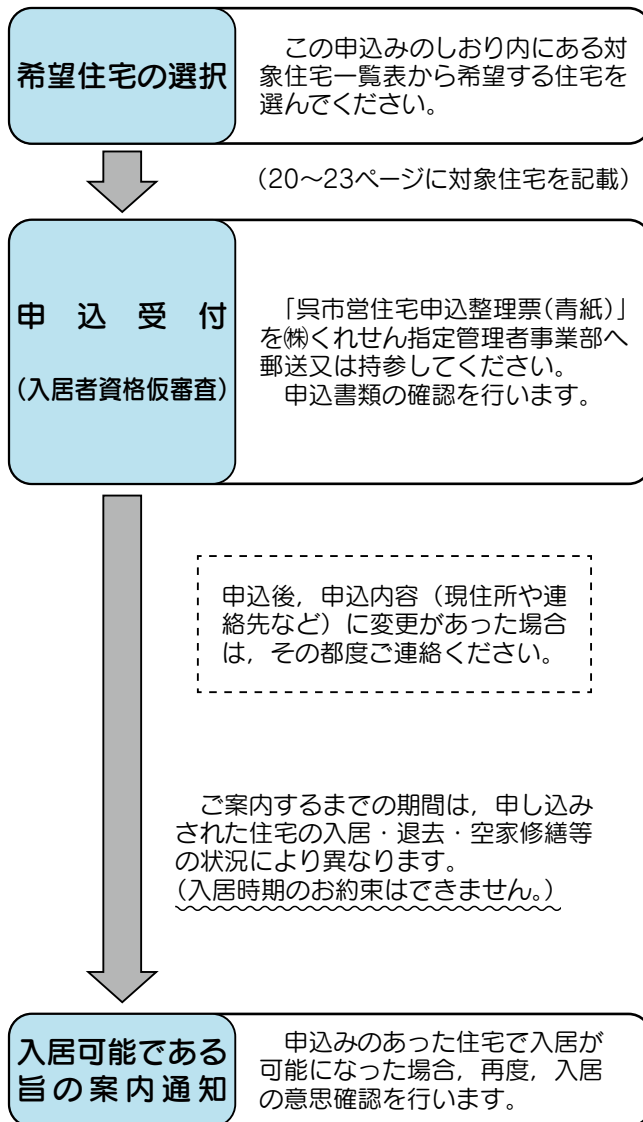 希望住宅の選択
　この申込みのしおり内にある対
象住宅一覧表から希望する住宅を
選んでください。
（20～23ページに対象住宅を記載）
申　込　受　付
（入居者資格仮審査）
　「呉市営住宅申込整理票（青紙）」
を㈱くれせん指定管理者事業部へ
郵送又は持参してください。
　申込書類の確認を行います。
申込後，申込内容（現住所や連
絡先など）に変更があった場合
は，その都度ご連絡ください。
　ご案内するまでの期間は，申し込み
された住宅の入居・退去・空家修繕等
の状況により異なります。
（入居時期のお約束はできません。）
入居可能である
旨の案内通知
　申込みのあった住宅で入居が
可能になった場合，再度，入居
の意思確認を行います。